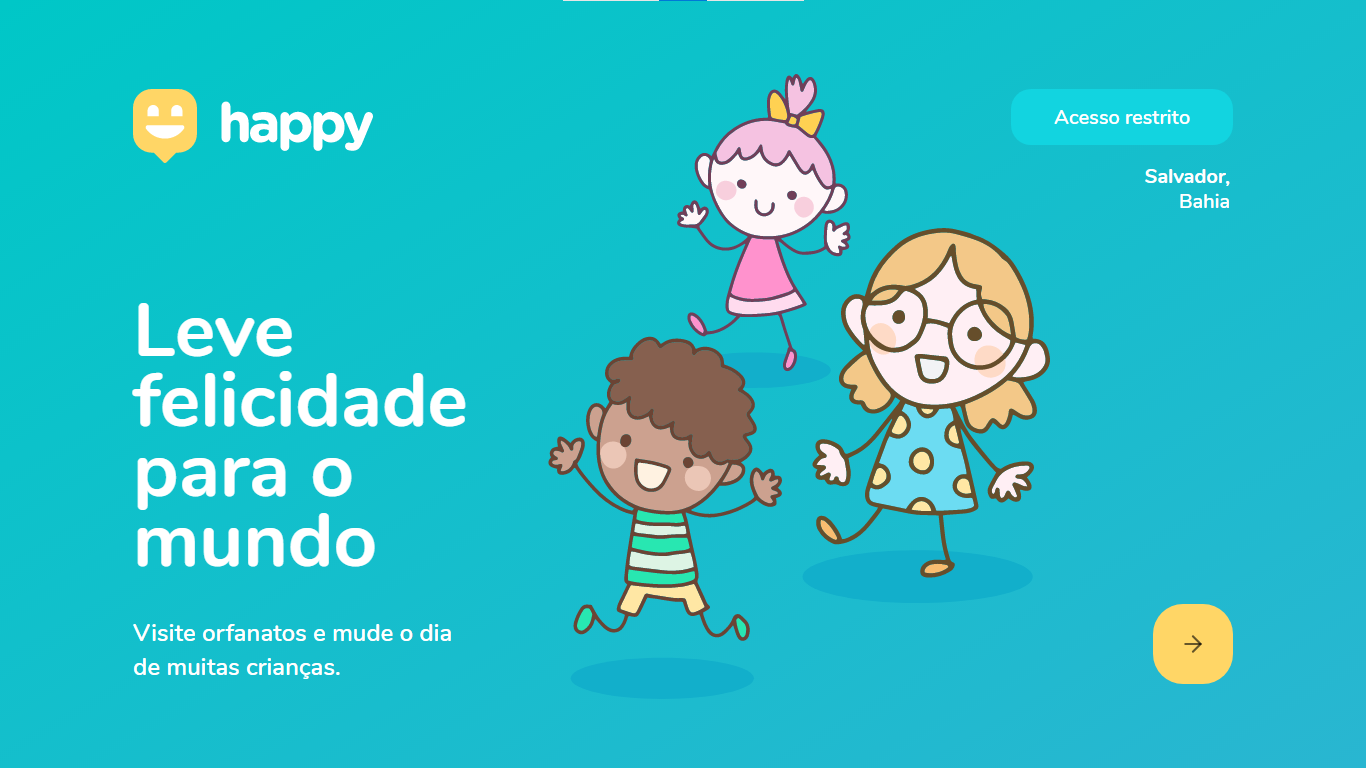 happy
Acesso restrito
Salvador,
Bahia
Leve
felicidade
para o
mundo
Visite orfanatos e mude o dia
de muitas crianças.